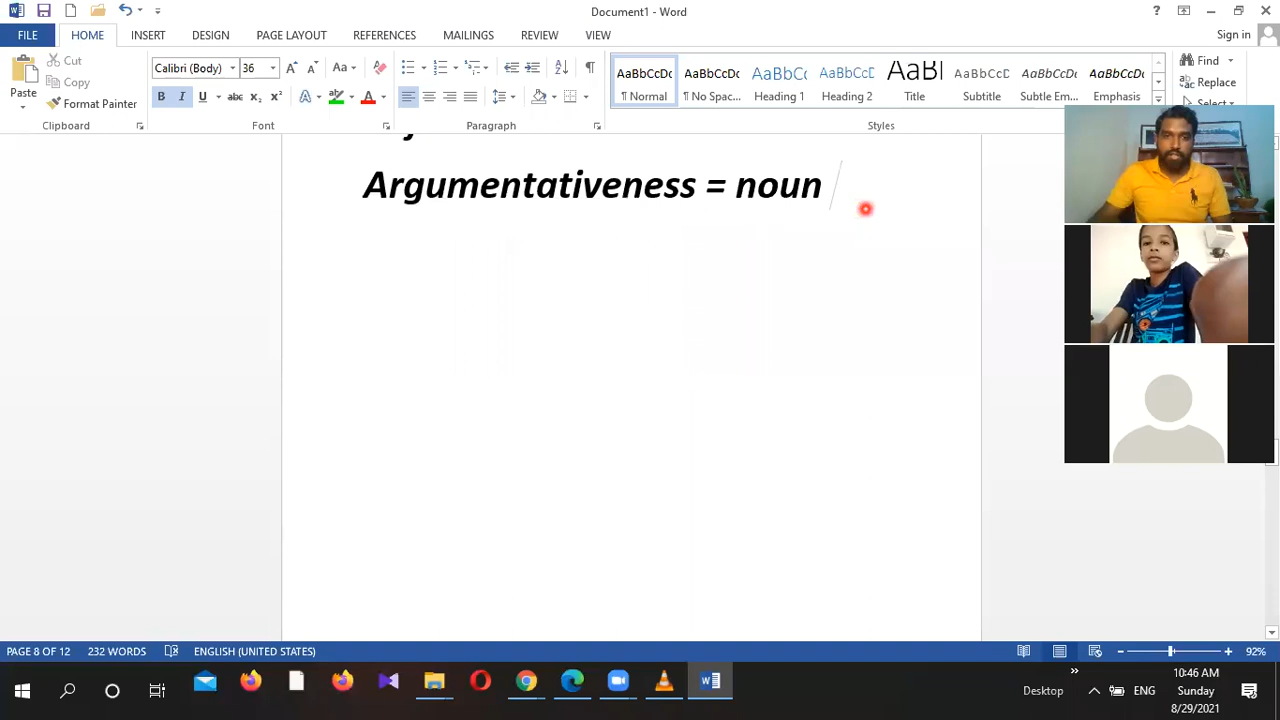 Document1 - Word
?
FILE
HOME
INSERT
DESIGN
PAGE LAYOUT
REFERENCES
MAILINGS
REVIEW
VIEW
Sign in
Paste
Cut
Copy
Format Painter
Clipboard
Calibri (Body)
36
Font
Paragraph
AaBbCcDc AaBbCcDc AaBbCc AaBbCcD AaBl AaBbCcD AaBbCcDc AaBbCcDc
¶ Normal ¶ No Spac... Heading 1 Heading 2 Title Subtitle Subtle Em... Emphasis
Styles
Find
Replace
Select
Argumentativeness = noun
PAGE 8 OF 12 232 WORDS ENGLISH (UNITED STATES)
92%
Desktop
ENG
10:46 AM
Sunday
8/29/2021